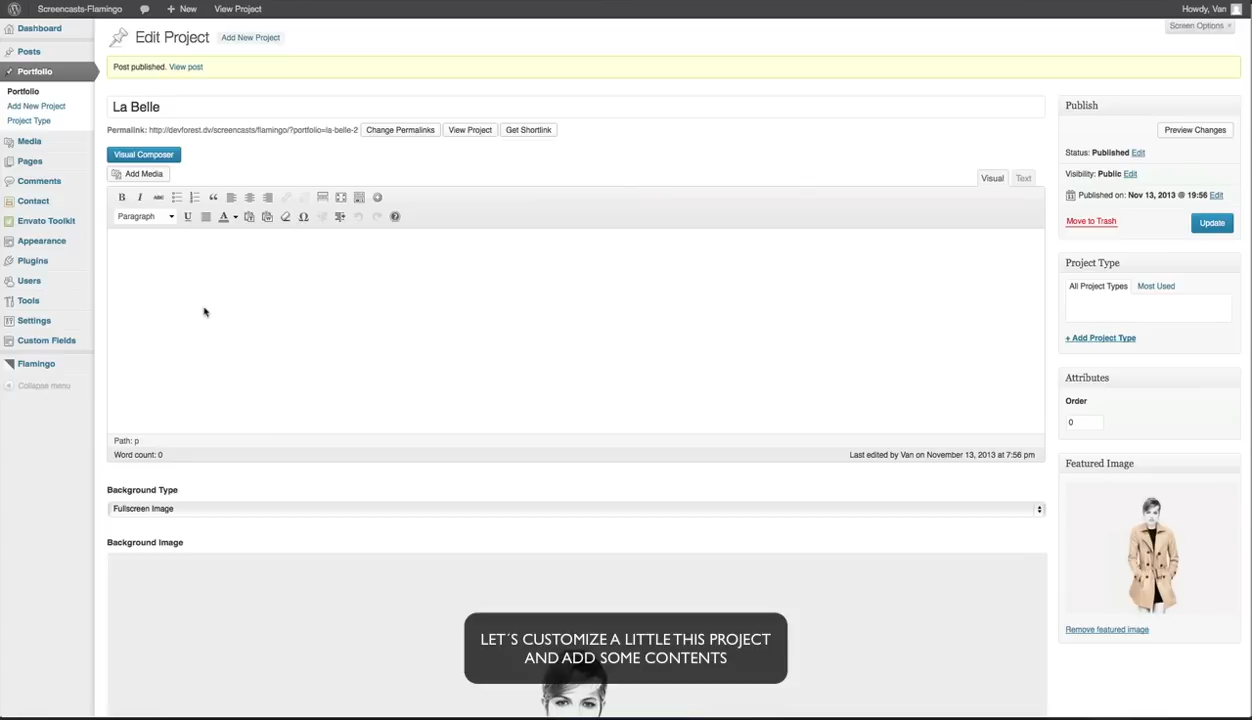 Screencasts-Flamingo
+ New
View Project
Howdy, Van
Dashboard
Posts
Portfolio
Portfolio
Add New Project
Project Type
Media
Pages
Comments
Contact
Envato Toolkit
Appearance
Plugins
Users
Tools
Settings
Custom Fields
Flamingo
Collapse menu
Screen Options
Edit Project
Add New Project
Post published. View post
La Belle
Permalink: http://devforest.dv/screencasts/flamingo/?portfolio=la-belle-2 Change Permalinks View Project Get Shortlink
Visual Composer
Add Media
Visual Text
B I ABC
Paragraph U A Ω
Path: p
Word count: 0
Last edited by Van on November 13, 2013 at 7:56 pm
Background Type
Fullscreen Image
Background Image
LET´S CUSTOMIZE A LITTLE THIS PROJECT
AND ADD SOME CONTENTS
Publish
Preview Changes
Status: Published Edit
Visibility: Public Edit
Published on: Nov 13, 2013 @ 19:56 Edit
Move to Trash
Update
Project Type
All Project Types Most Used
+ Add Project Type
Attributes
Order
0
Featured Image
Remove featured image